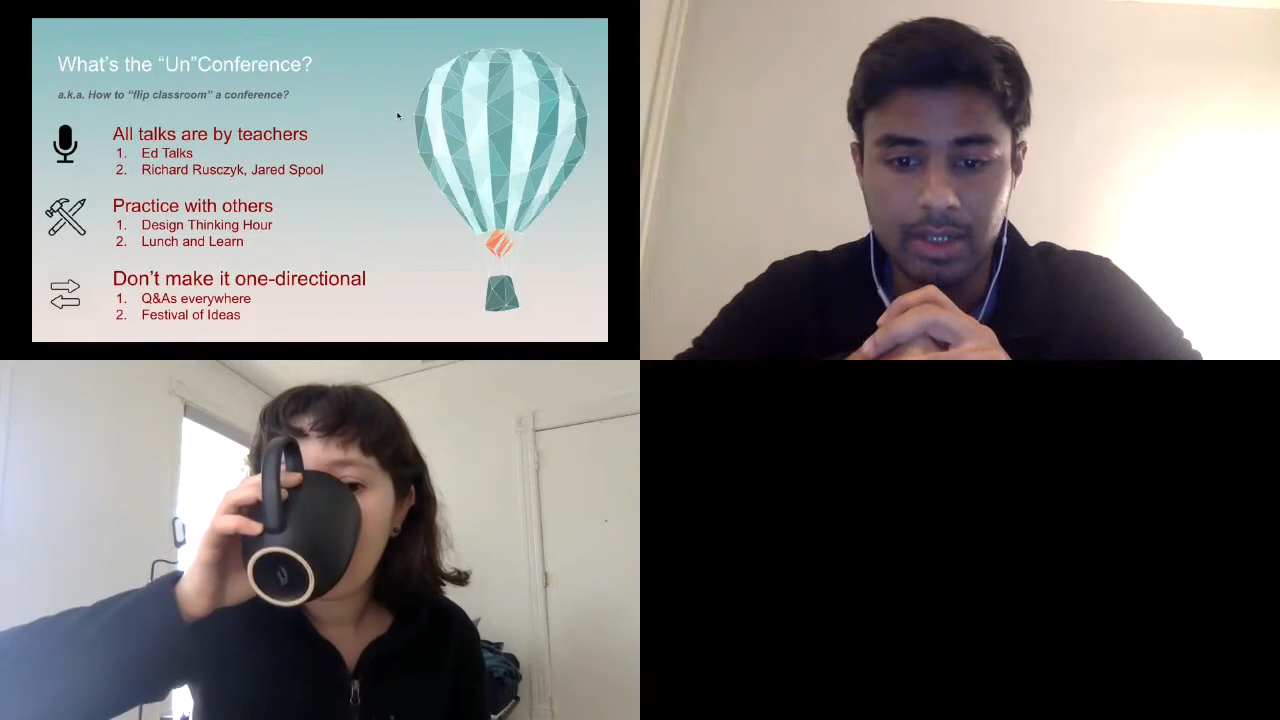 What's the “Un”Conference?
a.k.a. How to “flip classroom” a conference?
All talks are by teachers
1. Ed Talks
2. Richard Rusczyk, Jared Spool
Practice with others
1. Design Thinking Hour
2. Lunch and Learn
Don't make it one-directional
1. Q&As everywhere
2. Festival of Ideas